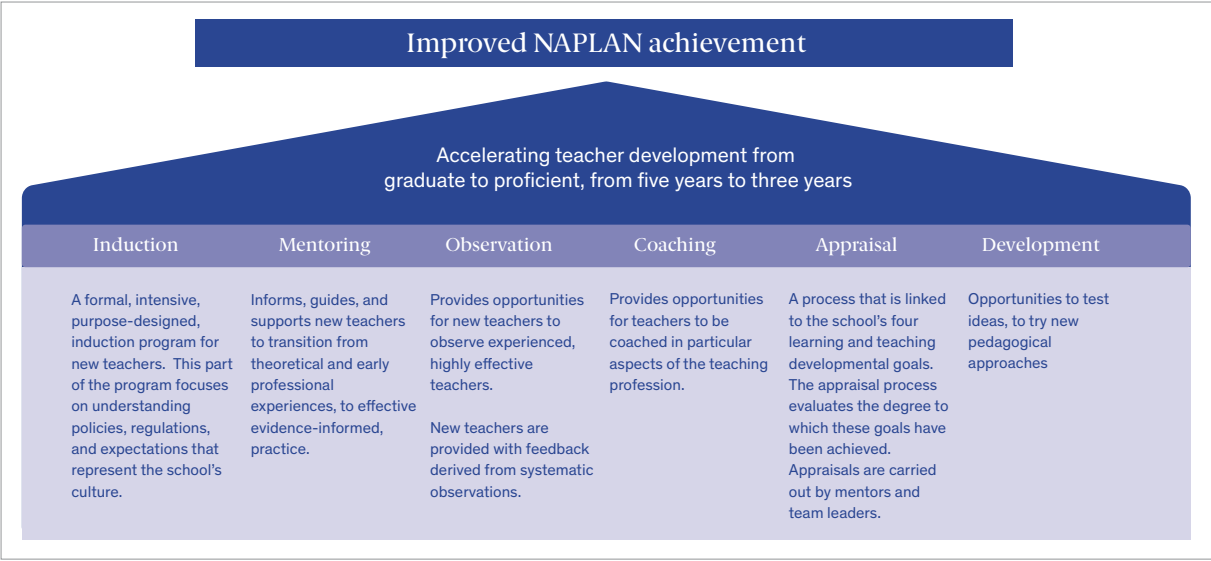 Improved NAPLAN achievement
Accelerating teacher development from
graduate to proficient, from five years to three years
Induction
A formal, intensive,
purpose-designed,
induction program for
new teachers.  This part
of the program focuses
on understanding
policies, regulations,
and expectations that
represent the school’s
culture.
Mentoring
Informs, guides, and
supports new teachers
to transition from
theoretical and early
professional
experiences, to effective
evidence-informed,
practice.
Observation
Provides opportunities
for new teachers to
observe experienced,
highly effective
teachers.
New teachers are
provided with feedback
derived from systematic
observations.
Coaching
Provides opportunities
for teachers to be
coached in particular
aspects of the teaching
profession.
Appraisal
A process that is linked
to the school’s four
learning and teaching
developmental goals.
The appraisal process
evaluates the degree to
which these goals have
been achieved.
Appraisals are carried
out by mentors and
team leaders.
Development
Opportunities to test
ideas, to try new
pedagogical
approaches